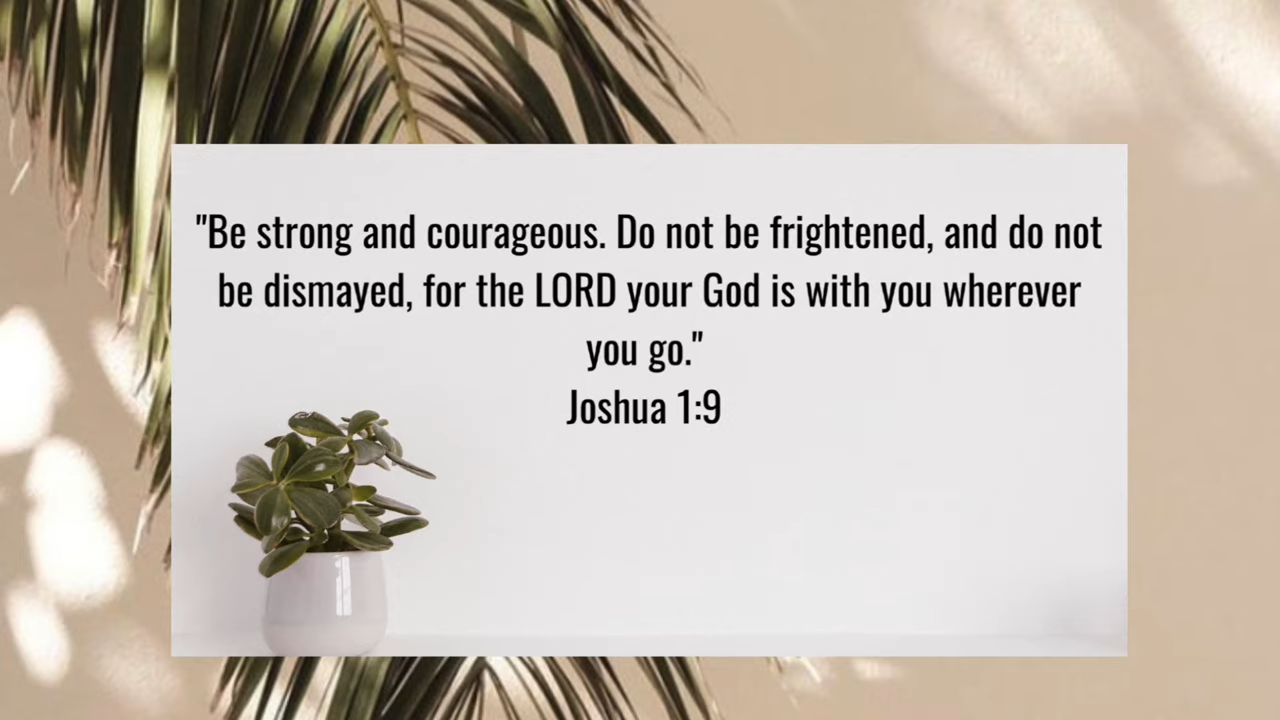 "Be strong and courageous. Do not be frightened, and do not
be dismayed, for the LORD your God is with you wherever
you go."
Joshua 1:9